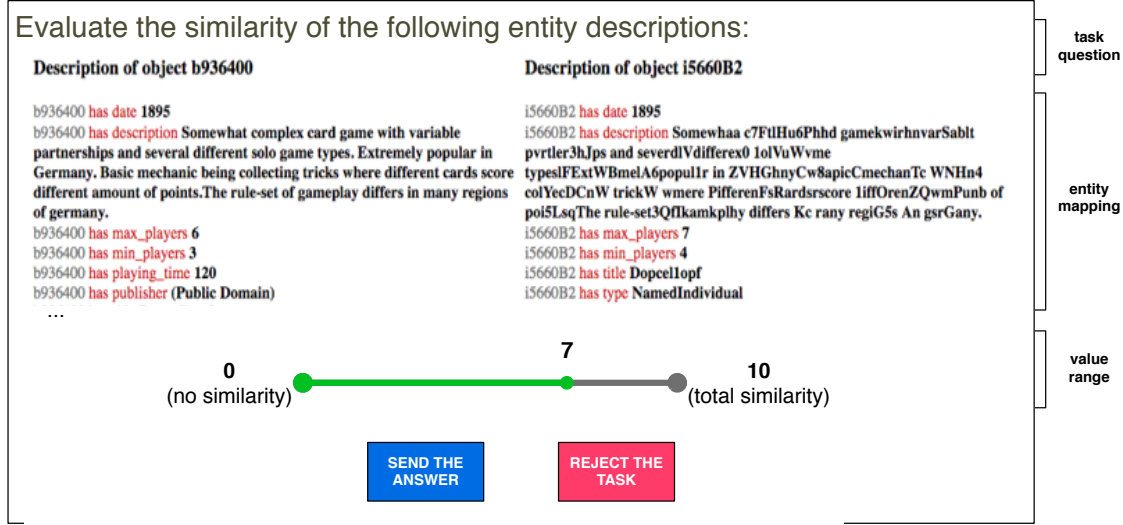 Evaluate the similarity of the following entity descriptions:
task
question
Description of object b936400
b936400 has date 1895
b936400 has description Somewhat complex card game with variable
partnerships and several different solo game types. Extremely popular in
Germany. Basic mechanic being collecting tricks where different cards score
different amount of points.The rule-set of gameplay differs in many regions
of germany.
b936400 has max_players 6
b936400 has min_players 3
b936400 has playing_time 120
b936400 has publisher (Public Domain)
...
Description of object i5660B2
i5660B2 has date 1895
i5660B2 has description Somewhaa c7FtlHu6Phhd gamekwirhnvarSablt
pvrtler3hJps and severdlVdifferex0 1olVuWvme
typeslFExtWBmelA6popul1r in ZVHGhnyCw8apicCmechanTc WNHn4
colYecDCnW trickW wmere PifferenFsRardsrscore 1iffOrenZQwmPunb of
poi5LsqThe rule-set3QfIkamkplhy differs Kc rany regiG5s An gsrGany.
i5660B2 has max_players 7
i5660B2 has min_players 4
i5660B2 has title Dopcel1opf
i5660B2 has type NamedIndividual
entity
mapping
0
(no similarity)
7
10
(total similarity)
value
range
SEND THE
ANSWER
REJECT THE
TASK